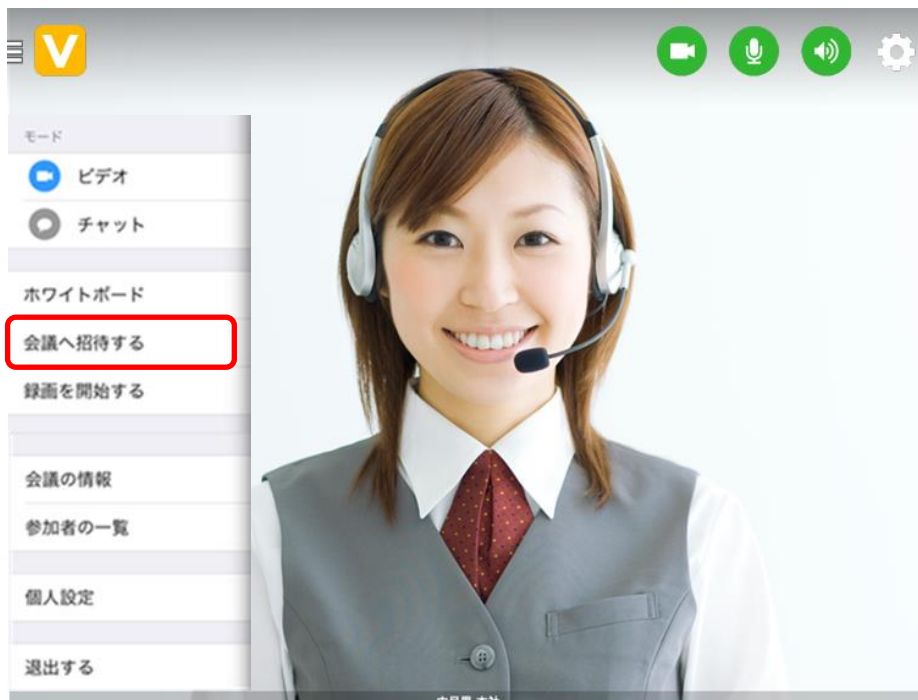 V
モード
ビデオ
チャット
ホワイトボード
会議へ招待する
録画を開始する
会議の情報
参加者の一覧
個人設定
退出する